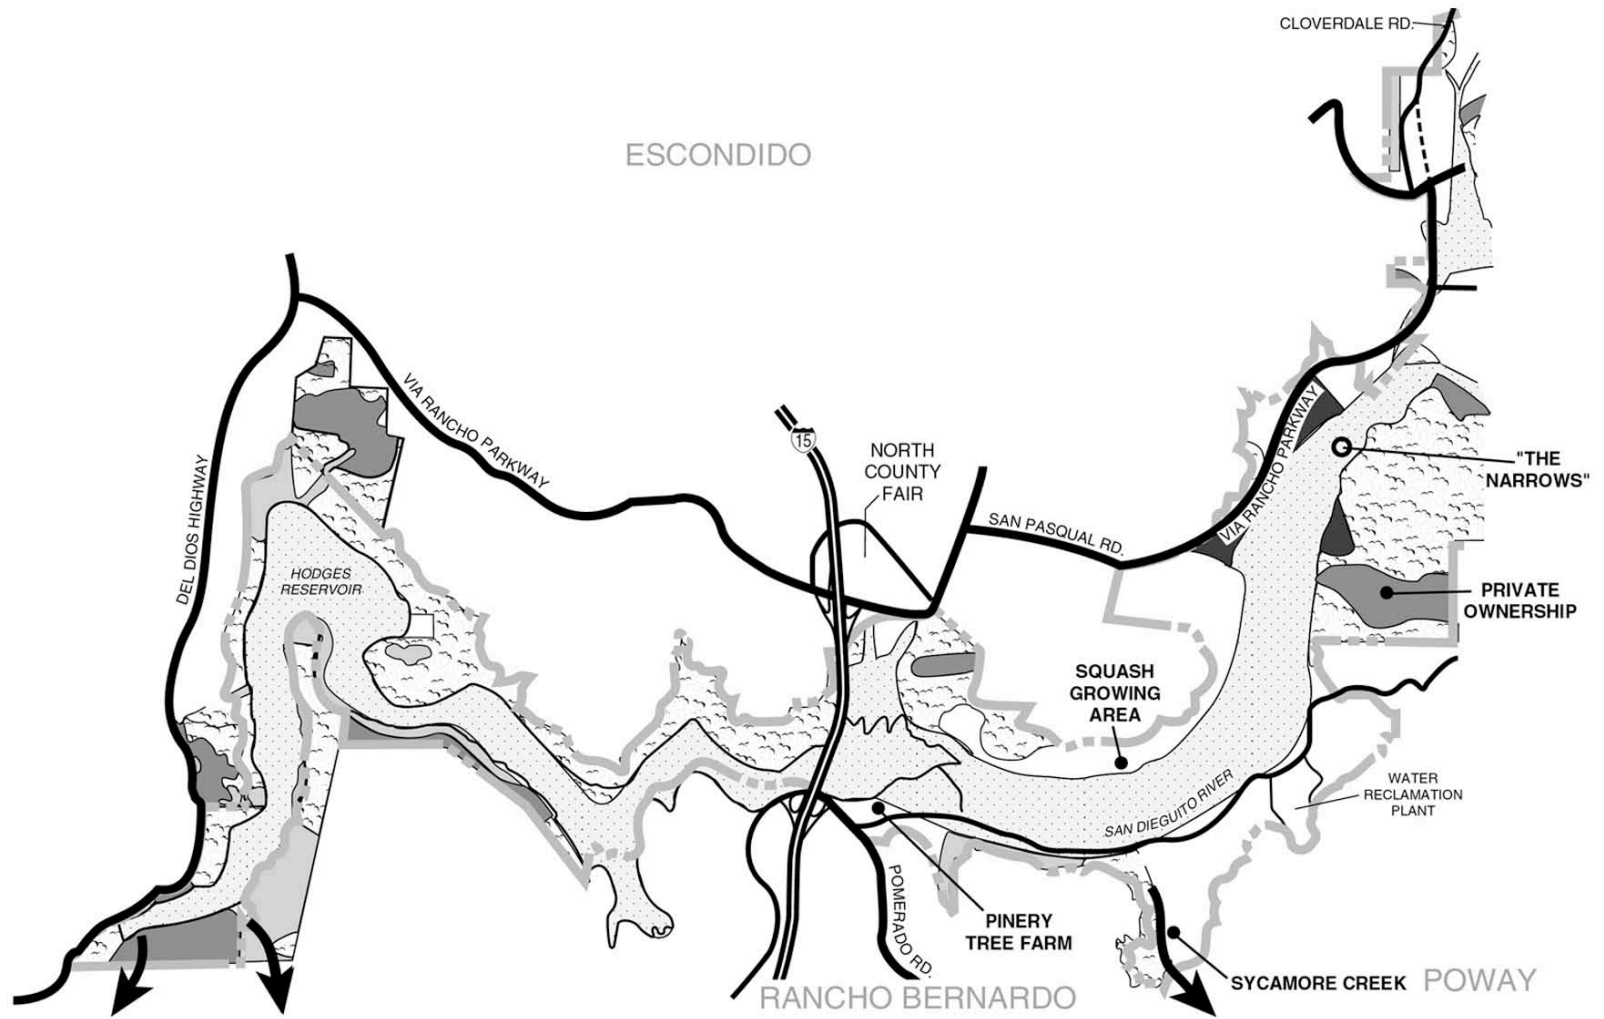 CLOVERDALE RD.
ESCONDIDO
VIA RANCHO PARKWAY
15
NORTH
COUNTY
FAIR
"THE
NARROWS"
VIA RANCHO PARKWAY
DEL DIOS HIGHWAY
SAN PASQUAL RD.
HODGES
RESERVOIR
PRIVATE
OWNERSHIP
SQUASH
GROWING
AREA
WATER
RECLAMATION
PLANT
SAN DIEGUITO RIVER
POMERADO RD.
PINERY
TREE FARM
SYCAMORE CREEK
POWAY
RANCHO BERNARDO